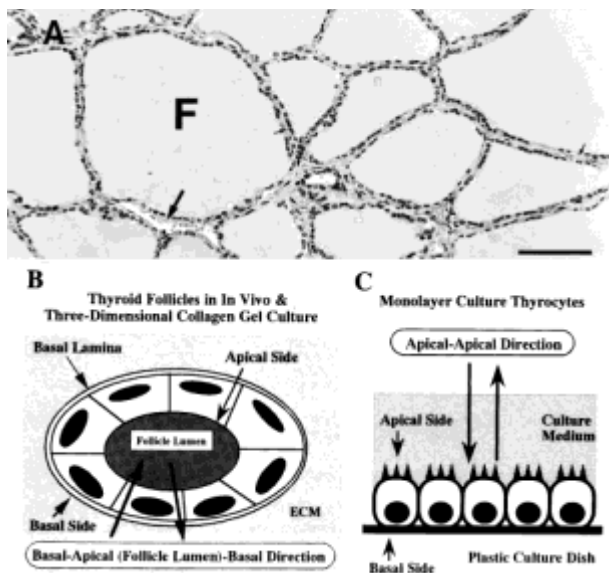 A
F
B
Thyroid Follicles in In Vivo &
Three-Dimensional Collagen Gel Culture
Basal Lamina
Apical Side
Follicle Lumen
ECM
Basal Side
Basal-Apical (Follicle Lumen)-Basal Direction
C
Monolayer Culture Thyrocytes
Apical-Apical Direction
Apical Side
Culture
Medium
Basal Side
Plastic Culture Dish